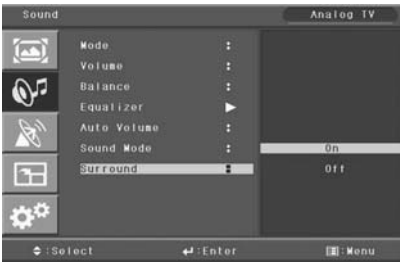 Sound Analog TV
Mode :
Volume :
Balance :
Equalizer ▶
Auto Volume :
Sound Mode :
On
Surround :
Off
:Select :Enter :Menu